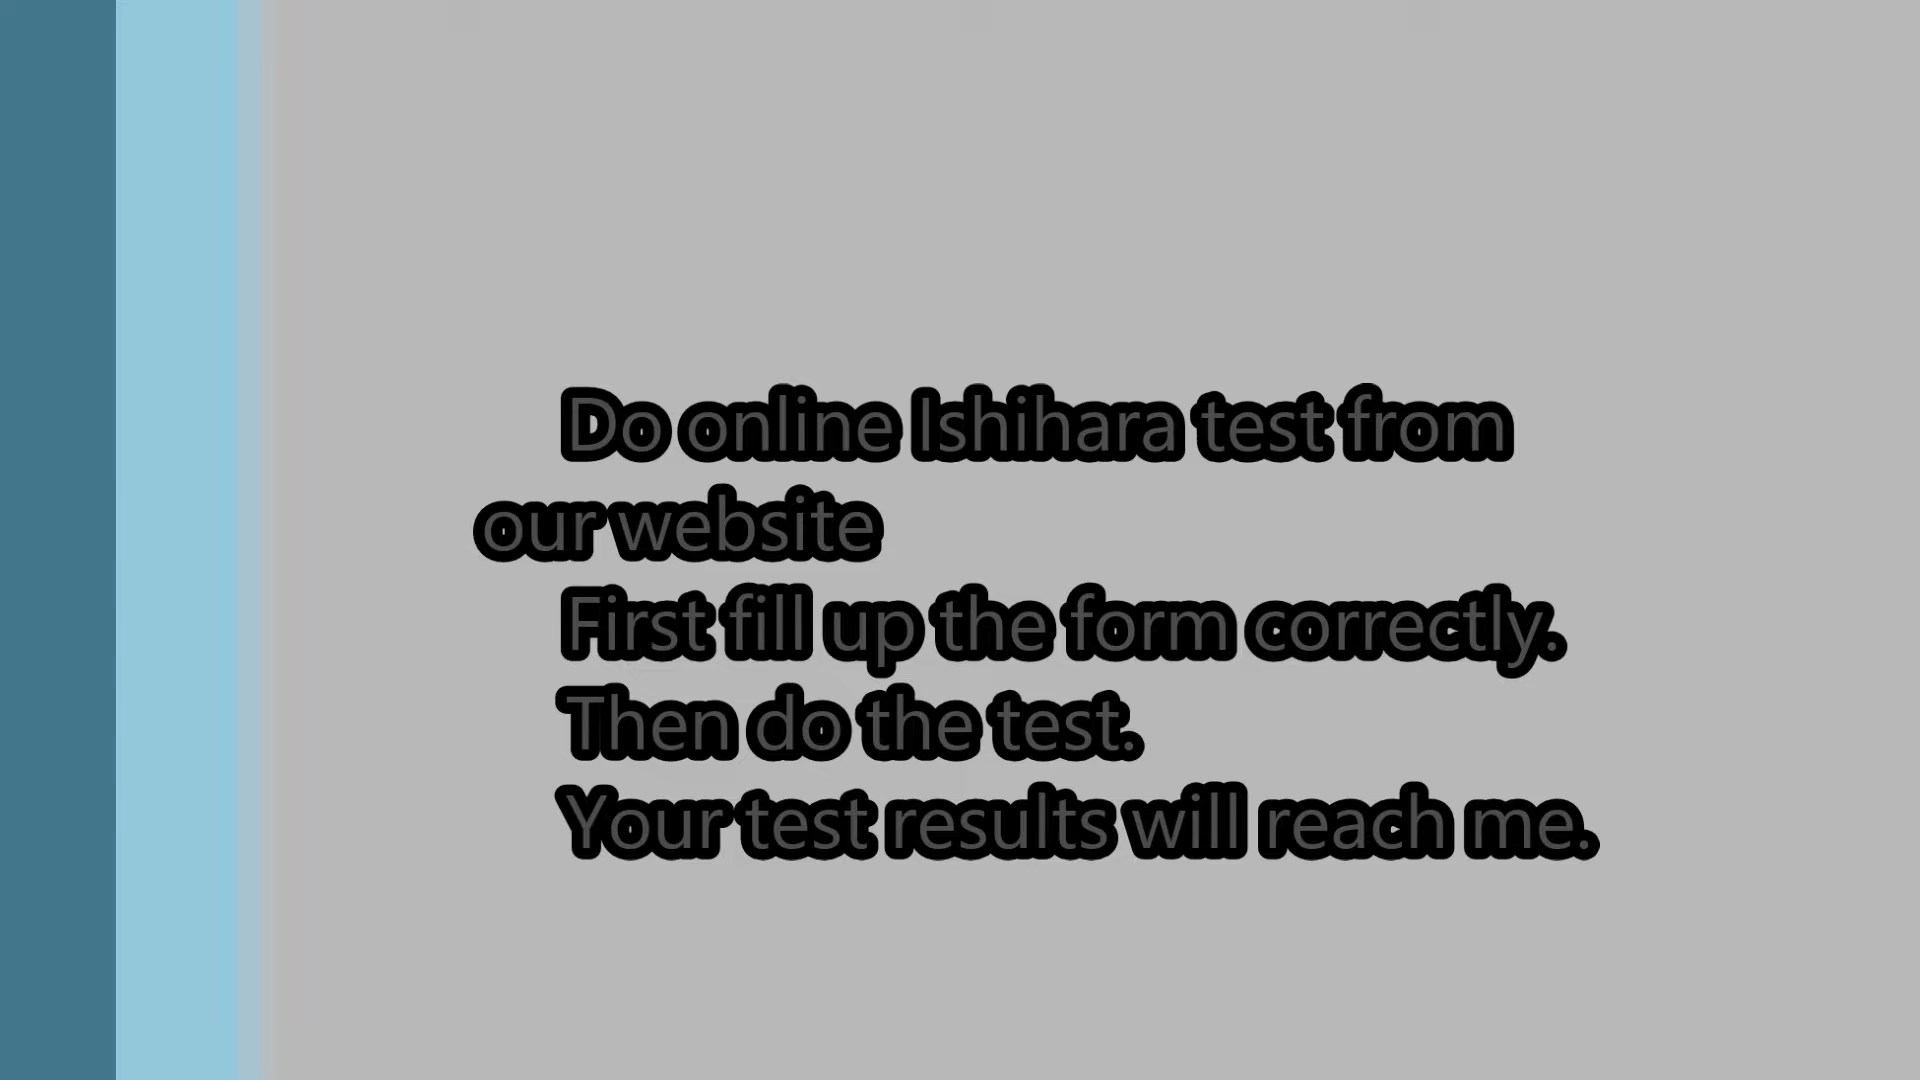 Do online Ishihara test from
our website
First fill up the form correctly.
Then do the test.
Your test results will reach me.